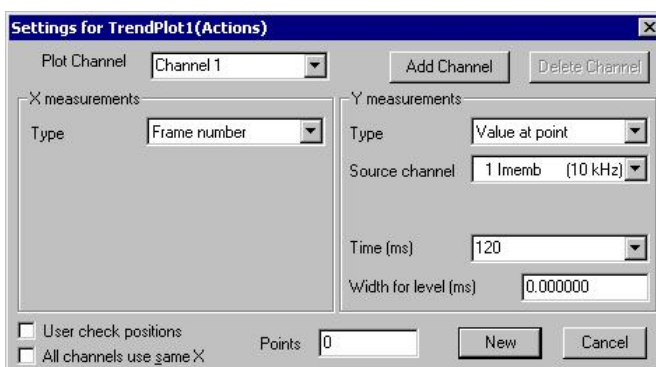 Settings for TrendPlot1(Actions)
Plot Channel Channel 1 Add Channel Delete Channel
X measurements
Type Frame number
Y measurements
Type Value at point
Source channel 1 Imemb (10 kHz)
Time (ms) 120
Width for level (ms) 0.000000
User check positions
All channels use same X
Points 0 New Cancel